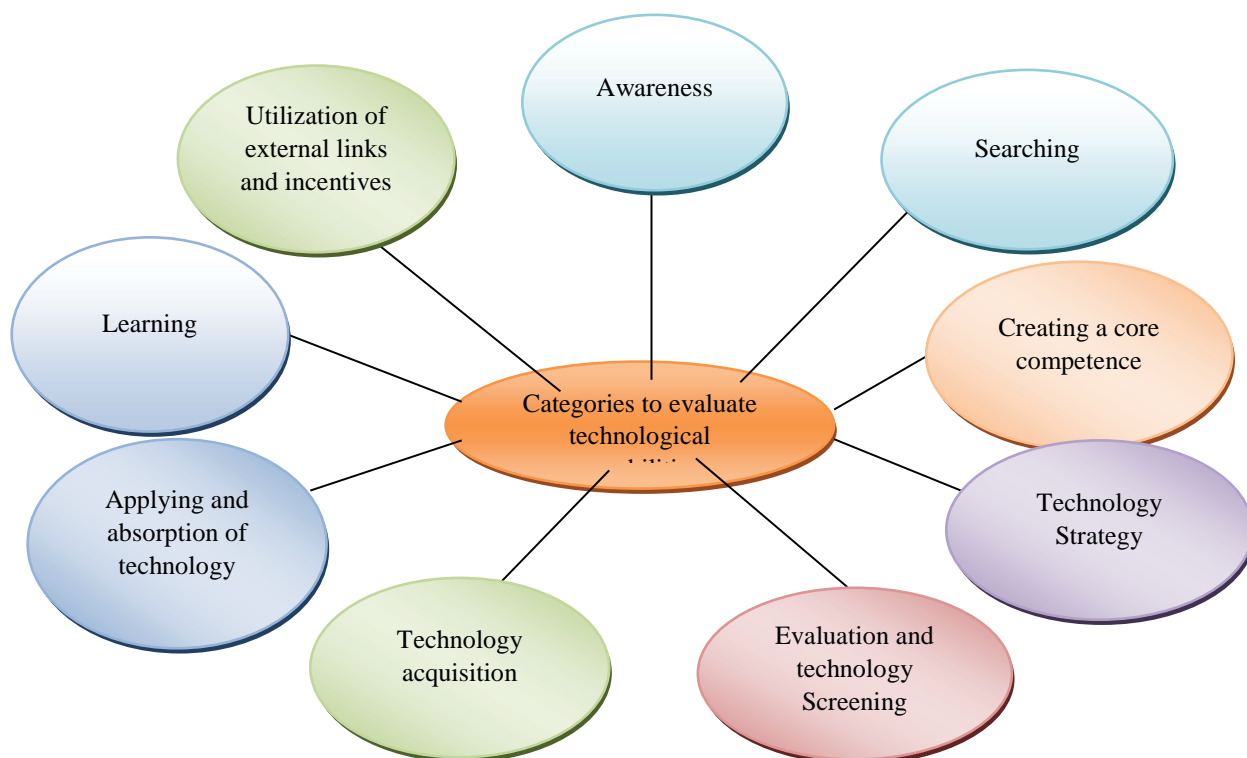 Awareness
Utilization of
external links
and incentives
Searching
Learning
Creating a core
competence
Categories to evaluate
technological
Applying and
absorption of
technology
Technology
Strategy
Technology
acquisition
Evaluation and
technology
Screening